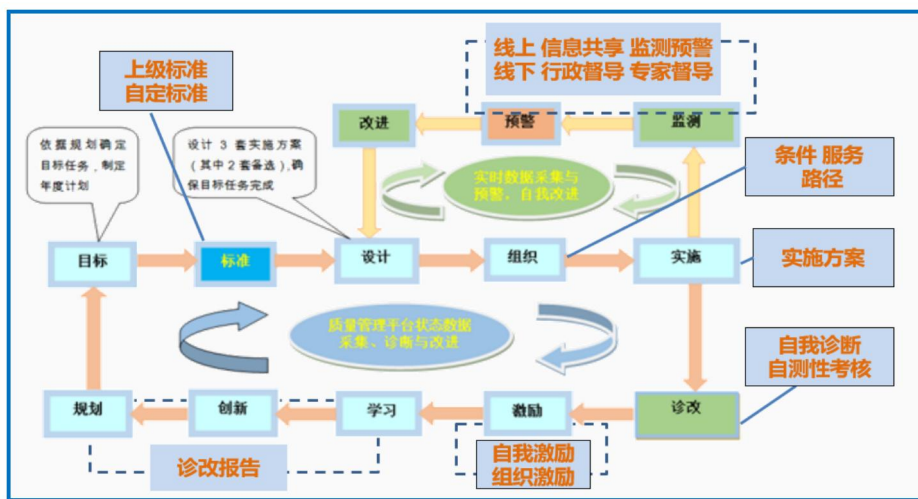 线上 信息共享 监测预警
线下 行政督导 专家督导
上级标准
自定标准
改进
预警
监测
依据规划确定
目标任务，制定
年度计划
设计 3 套实施方案
（其中2套备选），确
保目标任务完成
实时数据采集与
预警、自我改进
条件 服务
路径
目标
标准
设计
组织
实施
实施方案
质量管理平台状态数据
采集、诊断与改进
自我诊断
自测性考核
规划
创新
学习
激励
诊改
诊改报告
自我激励
组织激励